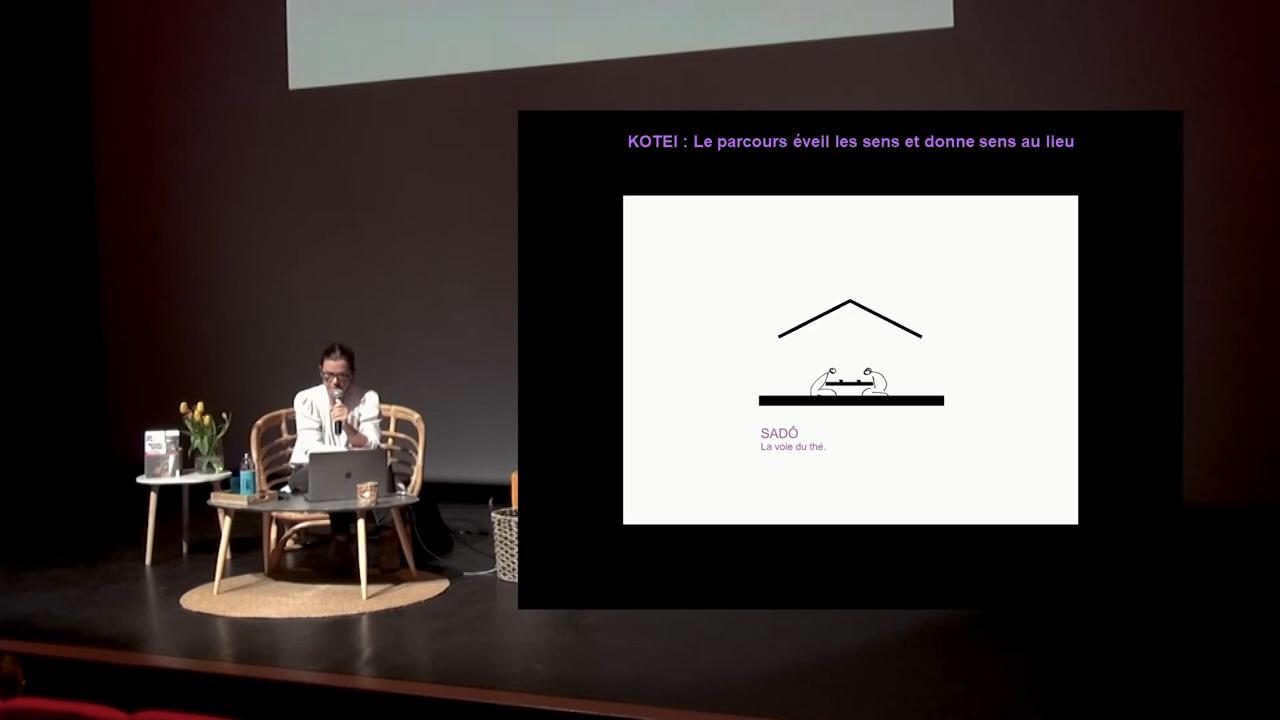 KOTEI : Le parcours éveil les sens et donne sens au lieu
SADÔ
La voie du thé.